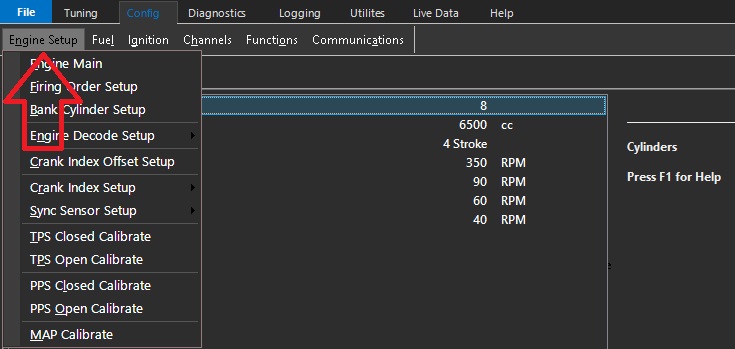 File Tuning Config Diagnostics Logging Utilites Live Data Help
Engine Setup Fuel Ignition Channels Functions Communications
Engine Main
Firing Order Setup
Bank Cylinder Setup
8
Engine Decode Setup
6500 cc
4 Stroke
Cylinders
Crank Index Offset Setup
350 RPM
Press F1 for Help
Crank Index Setup
90 RPM
Sync Sensor Setup
60 RPM
40 RPM
TPS Closed Calibrate
TPS Open Calibrate
PPS Closed Calibrate
PPS Open Calibrate
MAP Calibrate